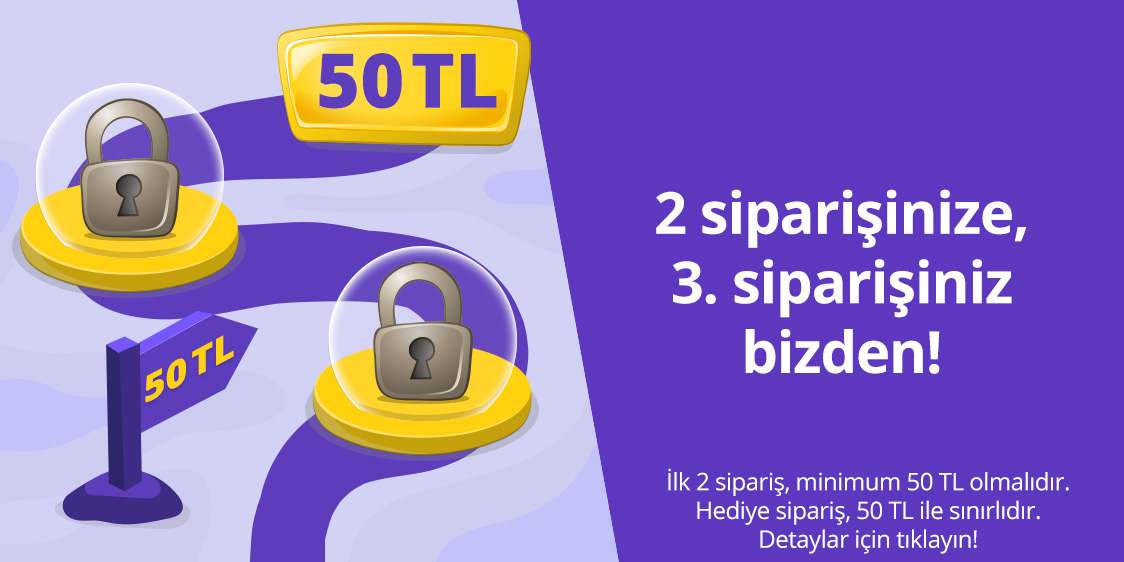 50 TL
50 TL
2 siparişinize,
3. siparişiniz
bizden!
İlk 2 sipariş, minimum 50 TL olmalıdır.
Hediye sipariş, 50 TL ile sınırlıdır.
Detaylar için tıklayın!